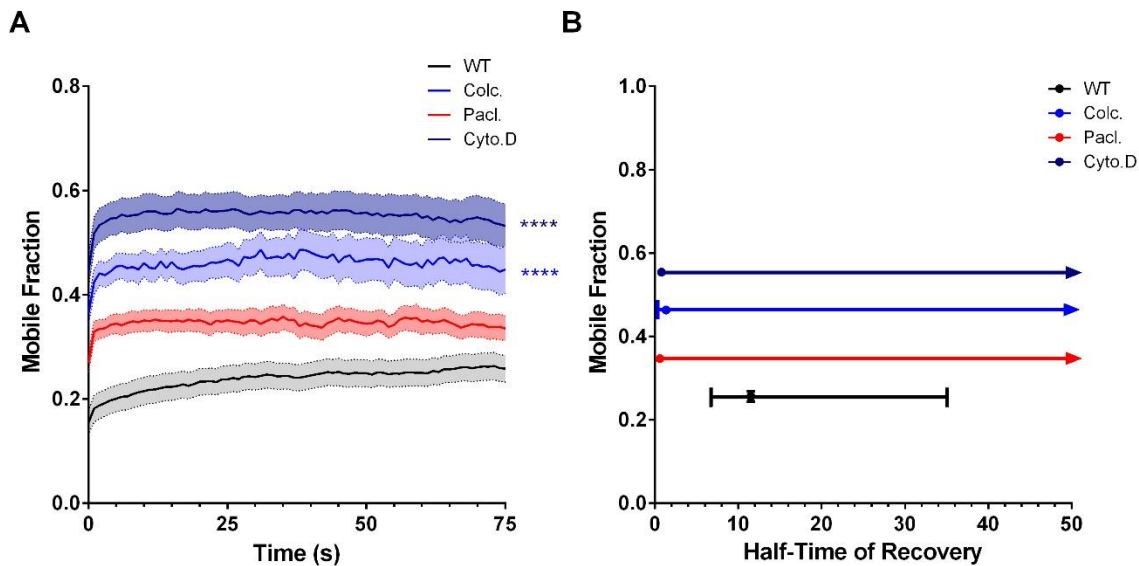 A
WT
Colc.
Pacl.
Cyto.D
Mobile Fraction
0.8
0.6
0.4
0.2
0.0
****
****
0
25
50
75
Time (s)
B
WT
Colc.
Pacl.
Cyto.D
Mobile Fraction
1.0
0.8
0.6
0.4
0.2
0.0
0
10
20
30
40
50
Half-Time of Recovery